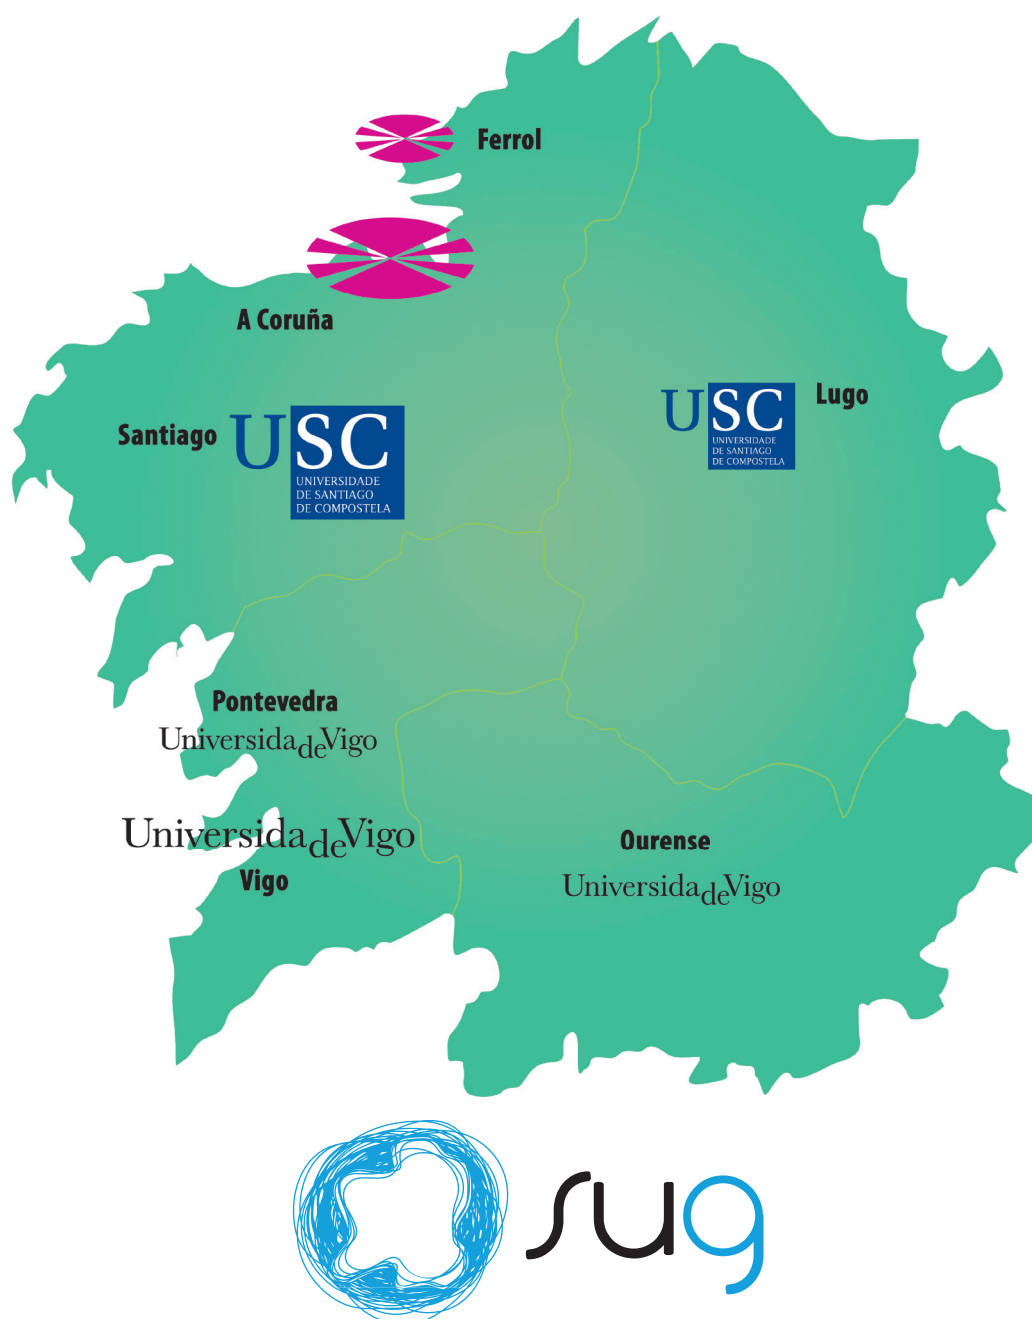 Ferrol
A Coruña
Santiago
USC
UNIVERSIDADE
DE SANTIAGO
DE COMPOSTELA
USC
UNIVERSIDADE
DE SANTIAGO
DE COMPOSTELA
Lugo
Pontevedra
UniversidadeVigo
UniversidadeVigo
Vigo
Ourense
UniversidadeVigo
sug